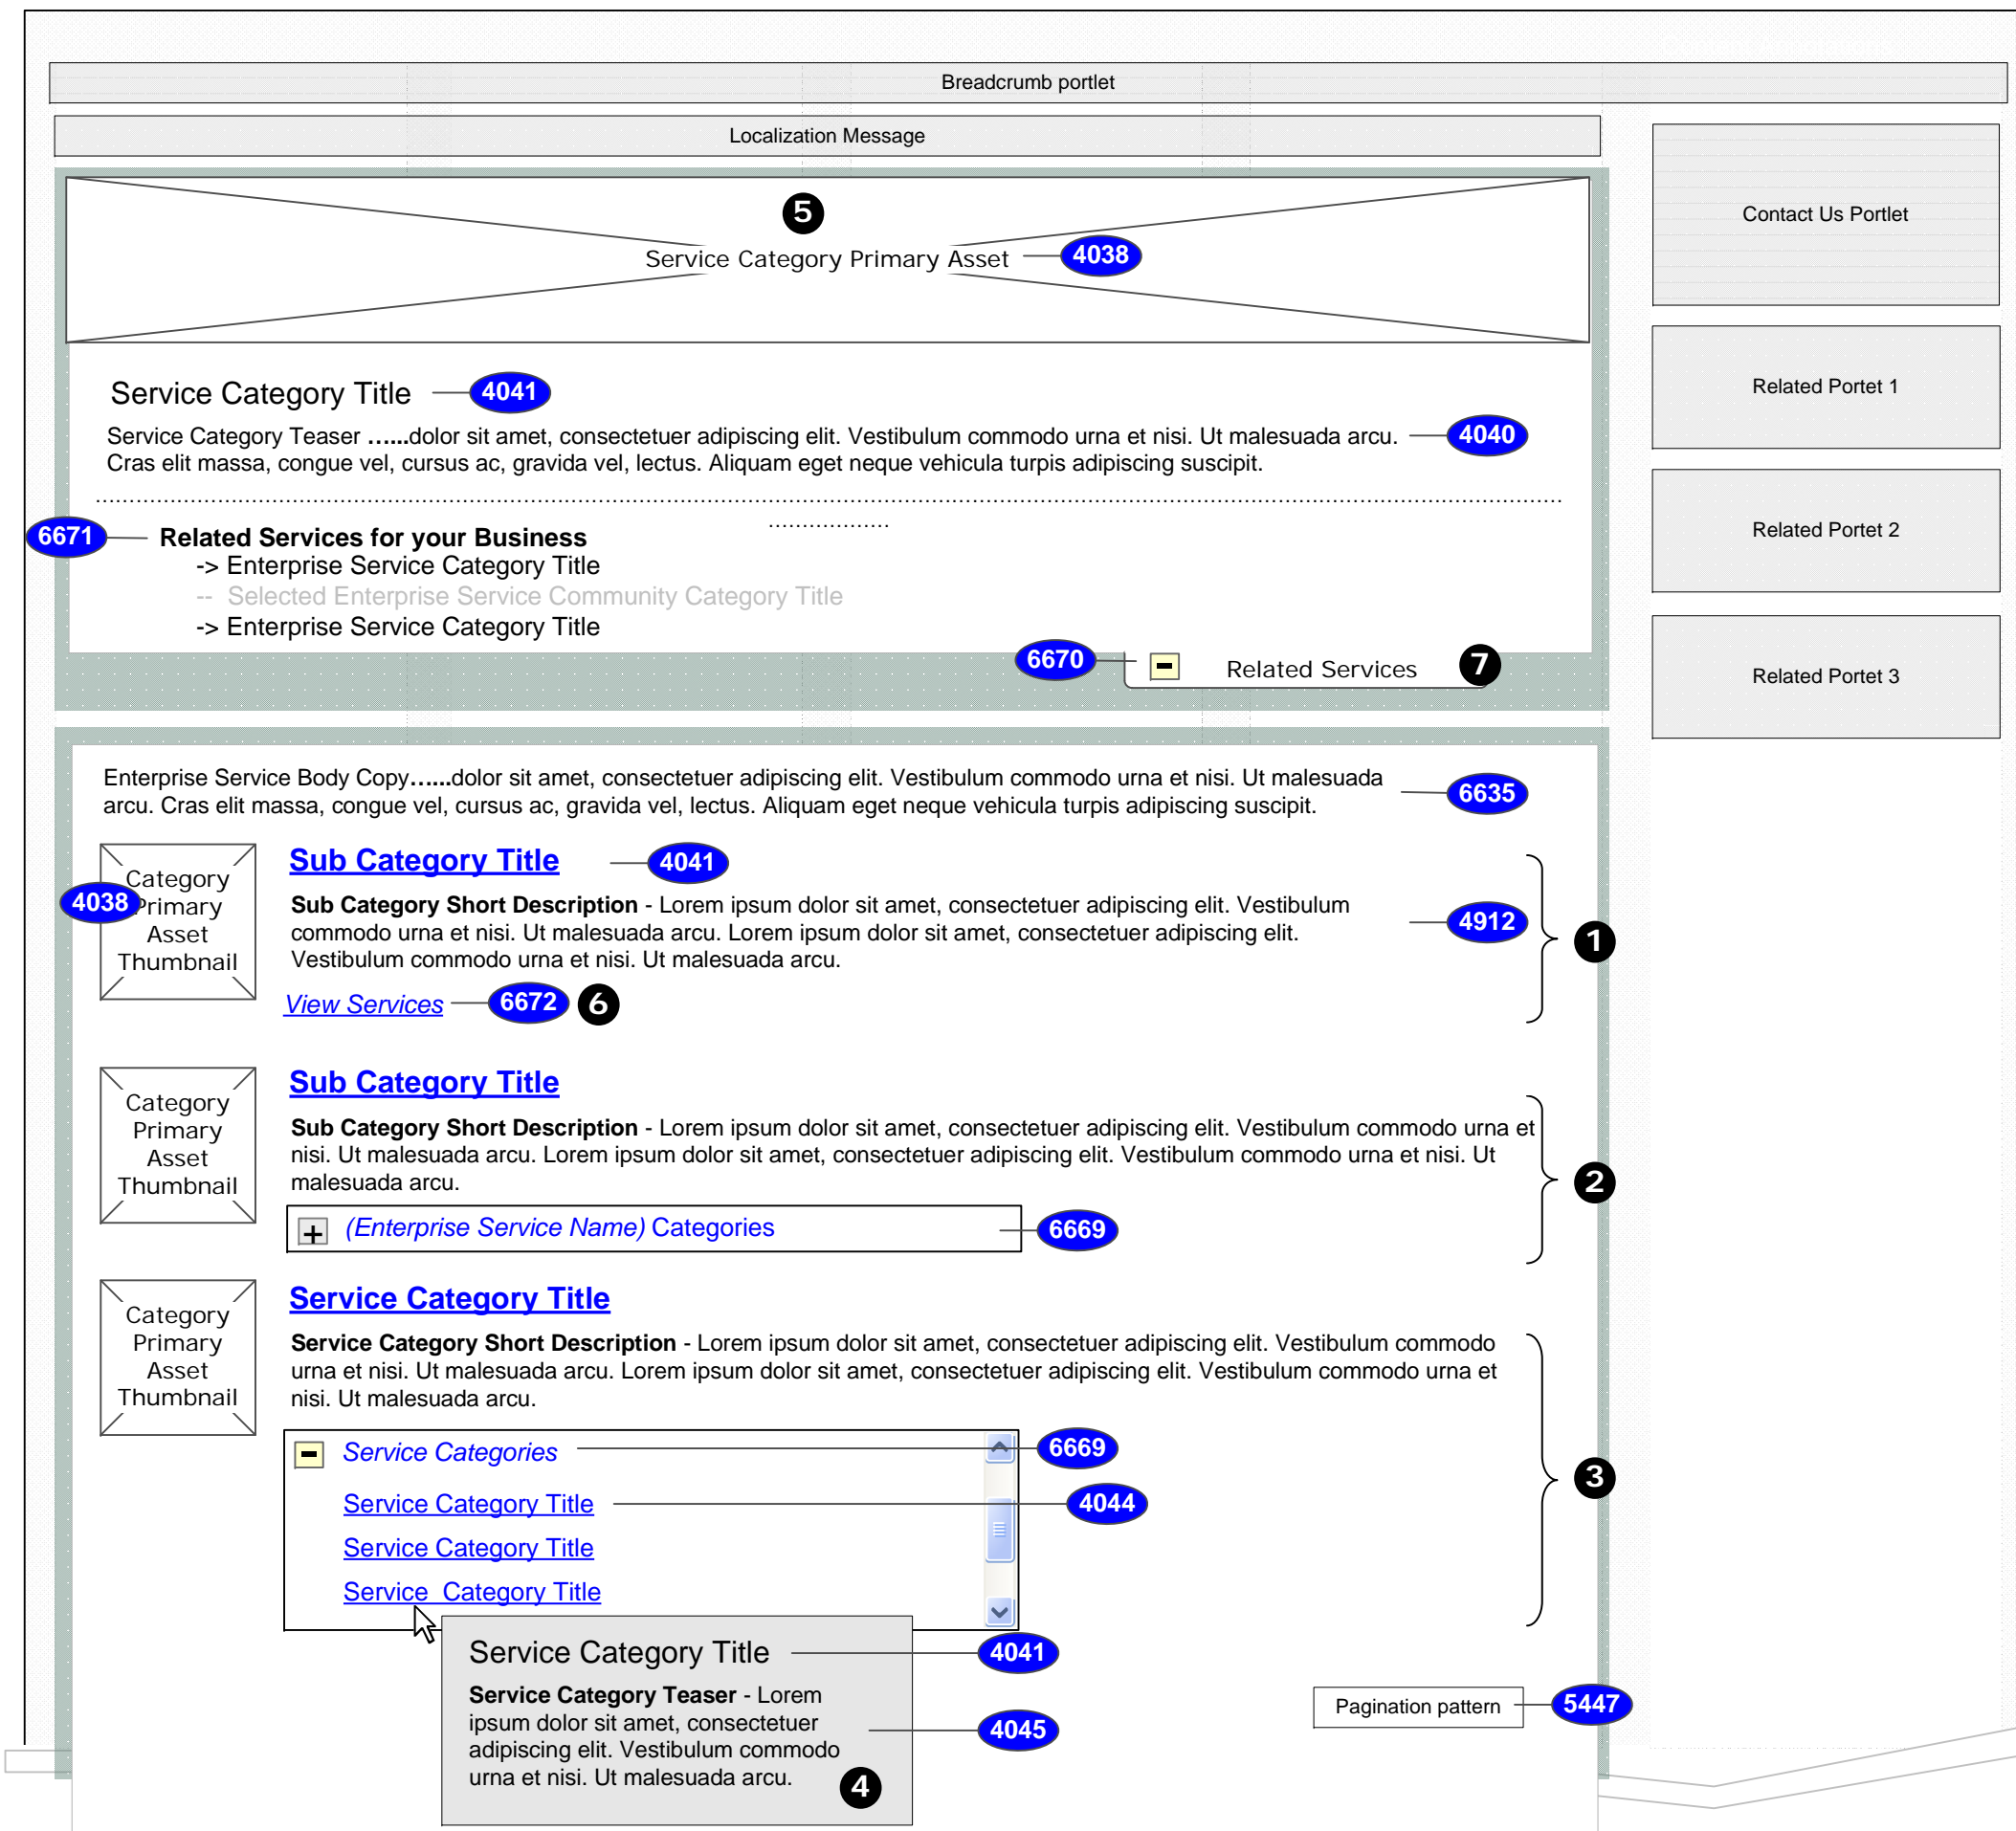 Breadcrumb portlet
Localization Message
Contact Us Portlet
5
Service Category Primary Asset
4038
Related Portet 1
Service Category Title
4041
Service Category Teaser …...dolor sit amet, consectetuer adipiscing elit. Vestibulum commodo urna et nisi. Ut malesuada arcu.
4040
Cras elit massa, congue vel, cursus ac, gravida vel, lectus. Aliquam eget neque vehicula turpis adipiscing suscipit.
Related Portet 2
6671
Related Services for your Business
-> Enterprise Service Category Title
-- Selected Enterprise Service Community Category Title
-> Enterprise Service Category Title
6670
- Related Services
7
Related Portet 3
Enterprise Service Body Copy…...dolor sit amet, consectetuer adipiscing elit. Vestibulum commodo urna et nisi. Ut malesuada
arcu. Cras elit massa, congue vel, cursus ac, gravida vel, lectus. Aliquam eget neque vehicula turpis adipiscing suscipit.
6635
Category
Primary
Asset
Thumbnail
4038
Sub Category Title
4041
Sub Category Short Description - Lorem ipsum dolor sit amet, consectetuer adipiscing elit. Vestibulum
commodo urna et nisi. Ut malesuada arcu. Lorem ipsum dolor sit amet, consectetuer adipiscing elit.
Vestibulum commodo urna et nisi. Ut malesuada arcu.
4912
1
View Services
6672
6
Category
Primary
Asset
Thumbnail
Sub Category Title
Sub Category Short Description - Lorem ipsum dolor sit amet, consectetuer adipiscing elit. Vestibulum commodo urna et
nisi. Ut malesuada arcu. Lorem ipsum dolor sit amet, consectetuer adipiscing elit. Vestibulum commodo urna et nisi. Ut
malesuada arcu.
2
+ (Enterprise Service Name) Categories
6669
Category
Primary
Asset
Thumbnail
Service Category Title
Service Category Short Description - Lorem ipsum dolor sit amet, consectetuer adipiscing elit. Vestibulum commodo
urna et nisi. Ut malesuada arcu. Lorem ipsum dolor sit amet, consectetuer adipiscing elit. Vestibulum commodo urna et
nisi. Ut malesuada arcu.
3
- Service Categories
6669
Service Category Title
4044
Service Category Title
Service Category Title
Service Category Title
4041
Service Category Teaser - Lorem
ipsum dolor sit amet, consectetuer
adipiscing elit. Vestibulum commodo
urna et nisi. Ut malesuada arcu.
4045
4
Pagination pattern
5447